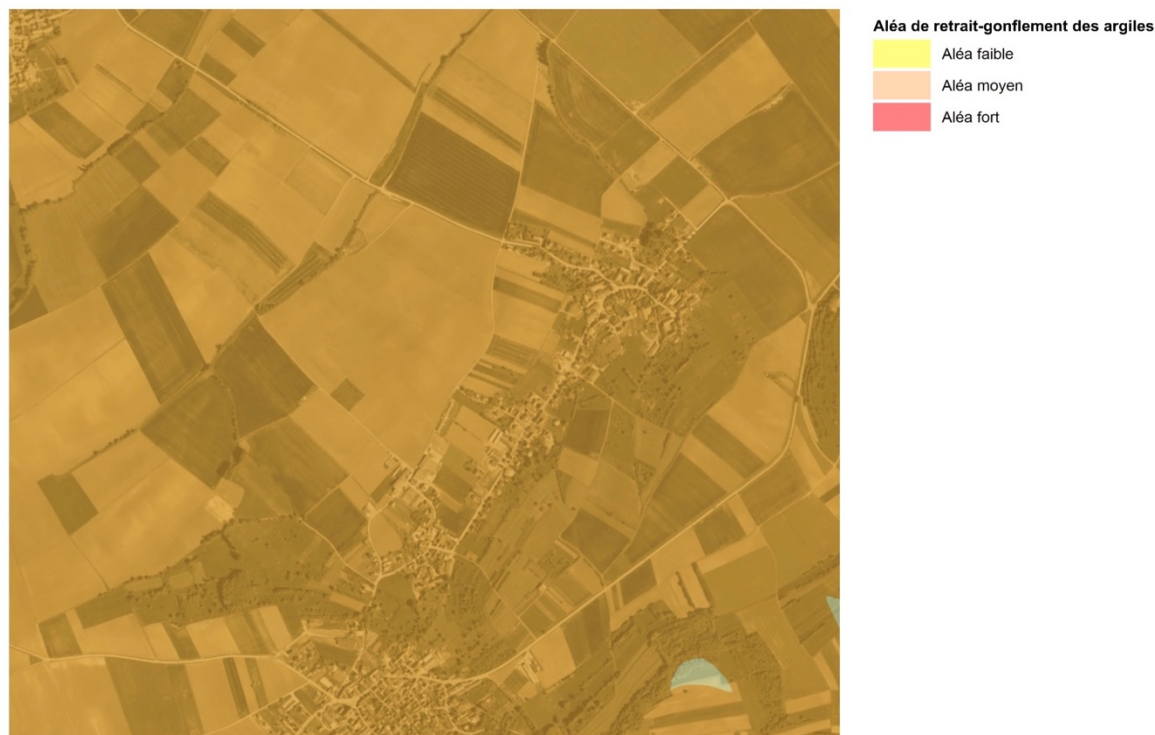 Aléa de retrait-gonflement des argiles
Aléa faible
Aléa moyen
Aléa fort